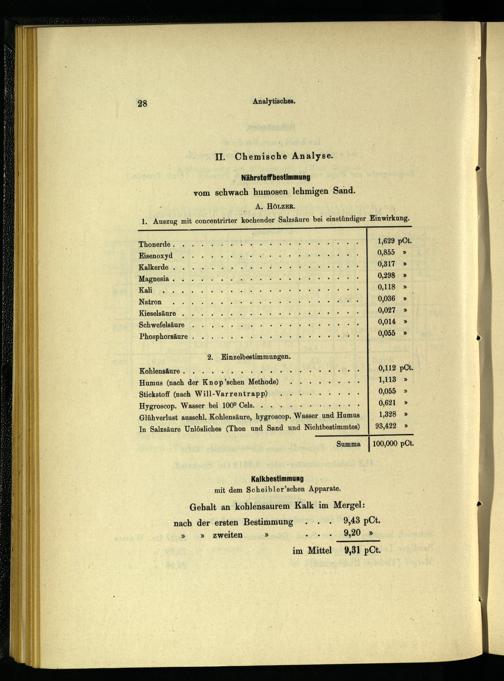 28 Analytisches.
II. Chemische Analyse.
Nährstoffbestimmung
vom schwach humosen lehmigen Sand.
A. Hölzer.
1. Auszug mit concentrirter kochender Salzsäure bei einstündiger Einwirkung.
Thonerde . . . . . . . . . . . . . . . . 1,629 pCt.
Eisenoxyd . . . . . . . . . . . . . . . . 0,855 »
Kalkerde . . . . . . . . . . . . . . . . 0,317 »
Magnesia . . . . . . . . . . . . . . . . 0,298 »
Kali . . . . . . . . . . . . . . . . 0,118 »
Natron . . . . . . . . . . . . . . . . 0,036 »
Kieselsäure . . . . . . . . . . . . . . . . 0,027 »
Schwefelsäure . . . . . . . . . . . . . . . 0,014 »
Phosphorsäure . . . . . . . . . . . . . . . 0,055 »
2. Einzelbestimmungen.
Kohlensäure . . . . . . . . . . . . . . . 0,112 pCt.
Humus (nach der Knop'schen Methode) . . . . . . . 1,113 »
Stickstoff (nach Will-Varrentrapp) . . . . . . . . 0,055 »
Hygroscop. Wasser bei 100° Cels. . . . . . . . . . 0,621 »
Glühverlust ausschl. Kohlensäure, hygroscop. Wasser und Humus 1,328 »
In Salzsäure Unlösliches (Thon und Sand und Nichtbestimmtes) 93,422 »
Summa 100,000 pCt.
Kalkbestimmung
mit dem Scheibler'schen Apparate.
Gehalt an kohlensaurem Kalk im Mergel:
nach der ersten Bestimmung . . . 9,43 pCt.
» » zweiten » . . . 9,20 »
im Mittel 9,31 pCt.